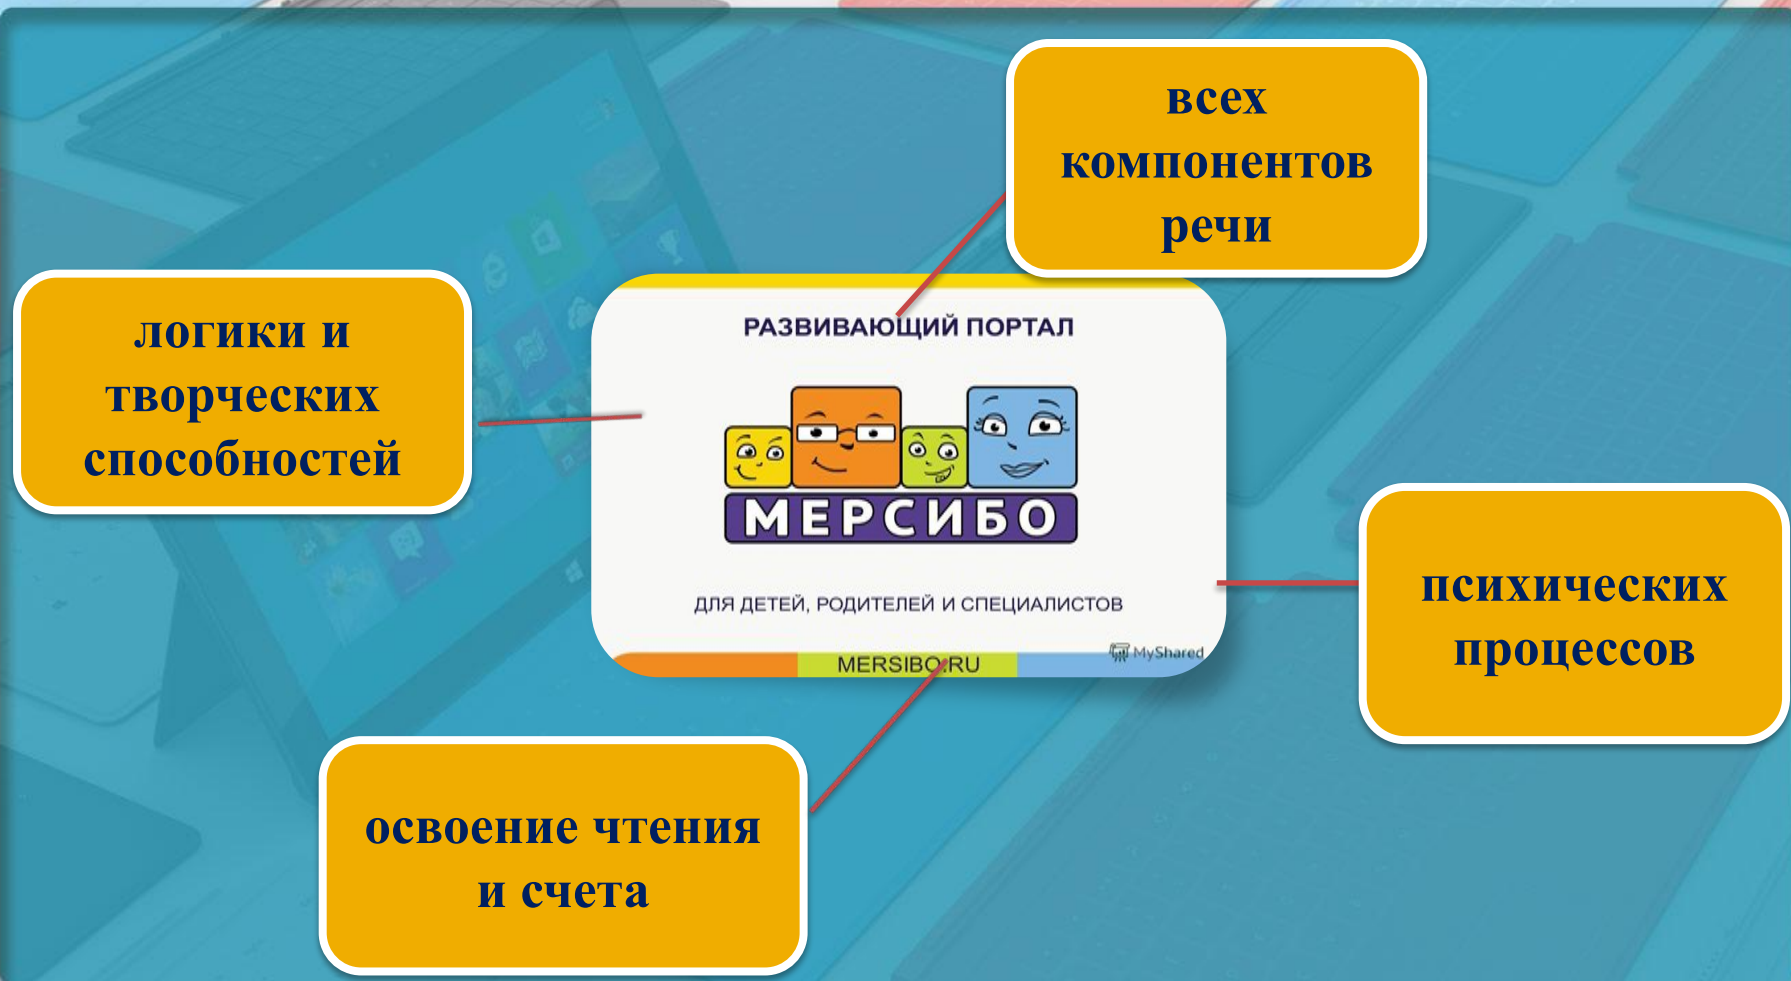 всех
компонентов
речи
логики и
творческих
способностей
РАЗВИВАЮЩИЙ ПОРТАЛ
МЕРСИБО
ДЛЯ ДЕТЕЙ, РОДИТЕЛЕЙ И СПЕЦИАЛИСТОВ
MyShared
MERSIBO.RU
психических
процессов
освоение чтения
и счета